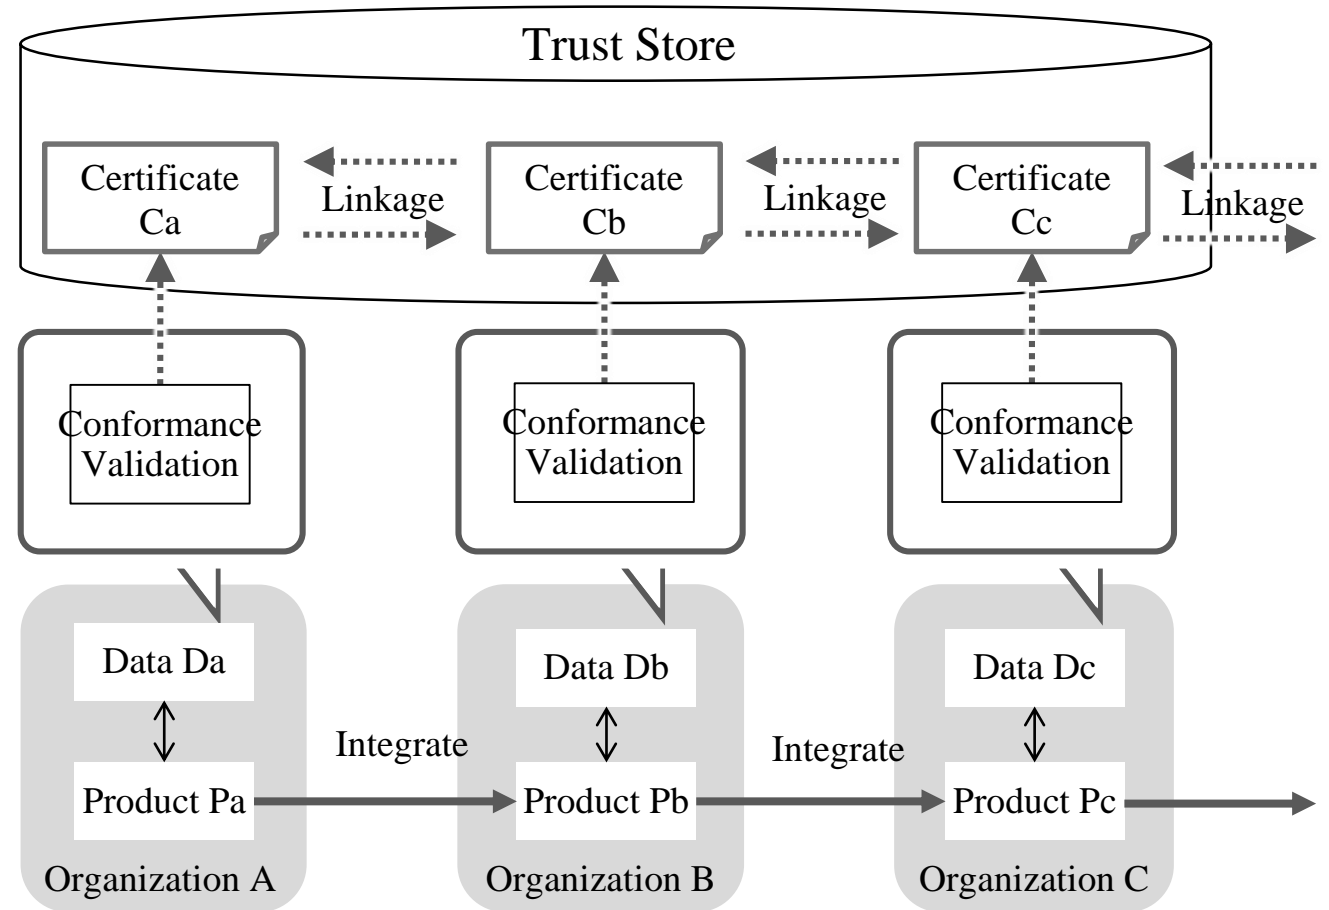 Trust Store
Certificate
Ca
Linkage
Certificate
Cb
Linkage
Certificate
Cc
Linkage
Conformance
Validation
Conformance
Validation
Conformance
Validation
Data Da
Data Db
Data Dc
Integrate
Integrate
Product Pa
Product Pb
Product Pc
Organization A
Organization B
Organization C